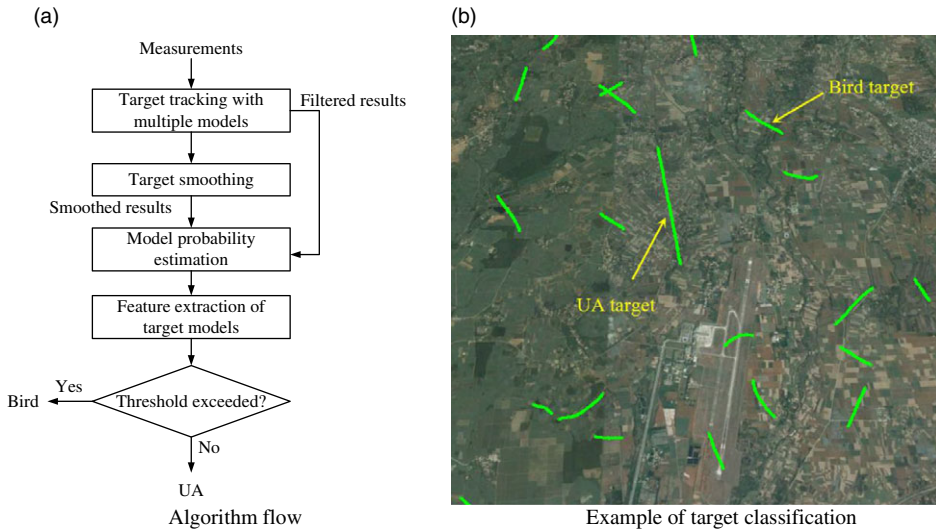 (a)
Measurements
Target tracking with
multiple models
Filtered results
Target smoothing
Smoothed results
Model probability
estimation
Feature extraction of
target models
Threshold exceeded?
Yes
Bird
No
UA
Algorithm flow
(b)
Bird target
UA target
Example of target classification